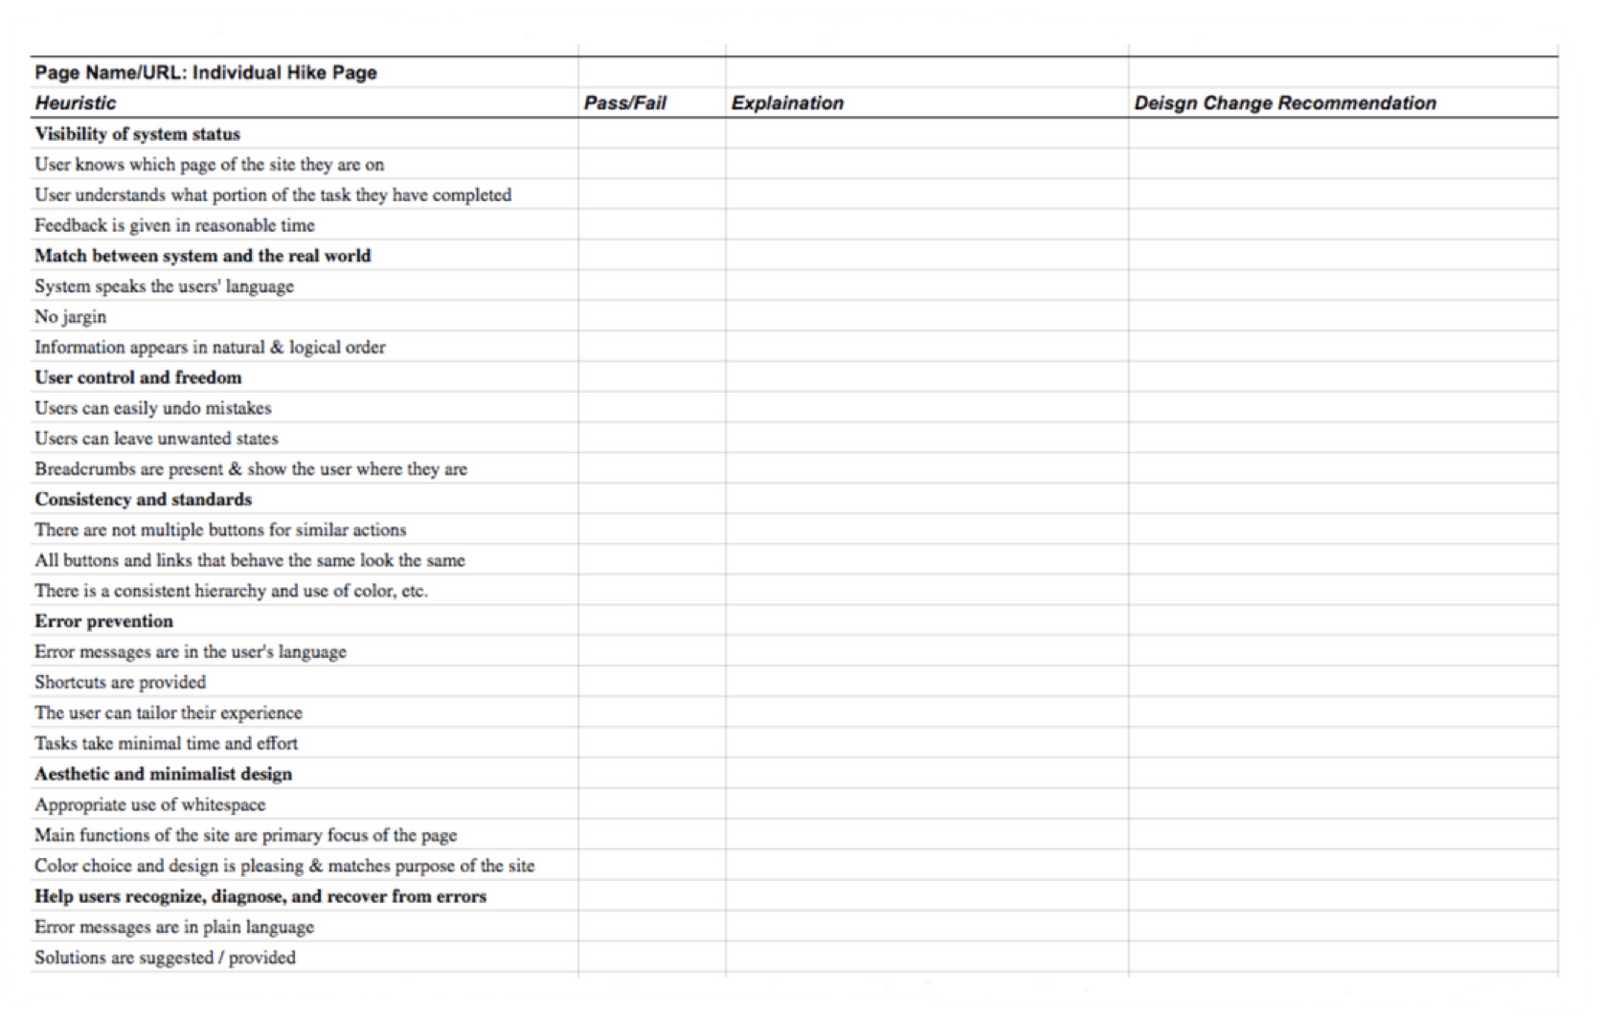 Page Name/URL: Individual Hike Page
Heuristic Pass/Fail Explaination Deisgn Change Recommendation
Visibility of system status
User knows which page of the site they are on
User understands what portion of the task they have completed
Feedback is given in reasonable time
Match between system and the real world
System speaks the users' language
No jargin
Information appears in natural & logical order
User control and freedom
Users can easily undo mistakes
Users can leave unwanted states
Breadcrumbs are present & show the user where they are
Consistency and standards
There are not multiple buttons for similar actions
All buttons and links that behave the same look the same
There is a consistent hierarchy and use of color, etc.
Error prevention
Error messages are in the user's language
Shortcuts are provided
The user can tailor their experience
Tasks take minimal time and effort
Aesthetic and minimalist design
Appropriate use of whitespace
Main functions of the site are primary focus of the page
Color choice and design is pleasing & matches purpose of the site
Help users recognize, diagnose, and recover from errors
Error messages are in plain language
Solutions are suggested / provided